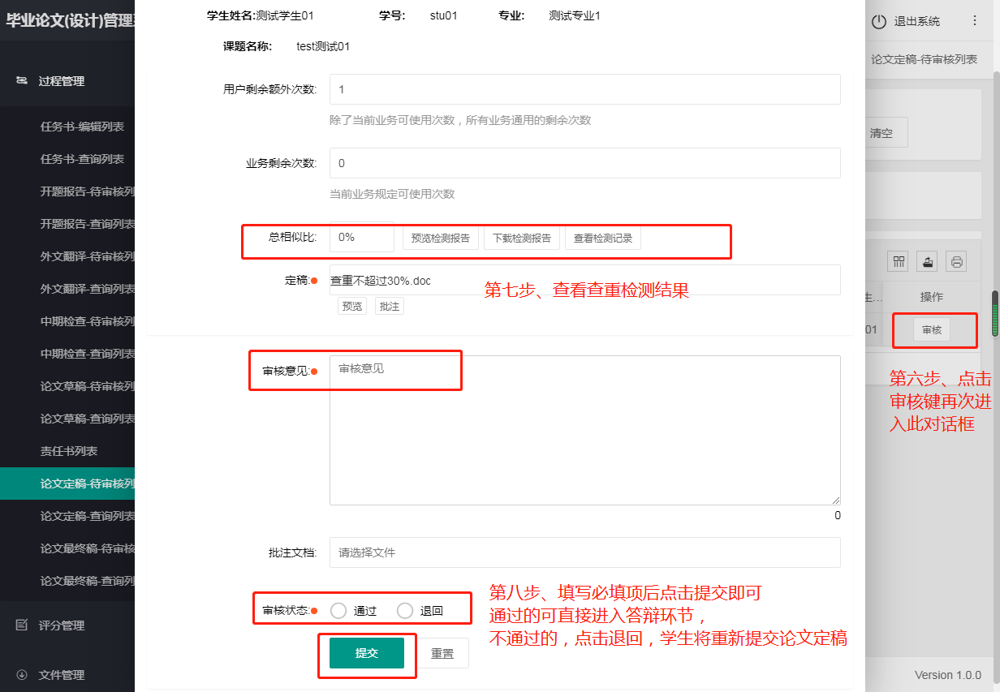 毕业论文(设计)管理
过程管理
任务书-编辑列表
任务书-查询列表
开题报告-待审核列
开题报告-查询列表
外文翻译-待审核列
外文翻译-查询列表
中期检查-待审核列
中期检查-查询列表
论文草稿-待审核列
论文草稿-查询列表
责任书列表
论文定稿-待审核列
论文定稿-查询列表
论文最终稿-待审核
论文最终稿-查询列
评分管理
文件管理
学生姓名:测试学生01 学号: stu01 专业: 测试专业1
课题名称: test测试01
用户剩余额外次数: 1
除了当前业务可使用次数，所有业务通用的剩余次数
业务剩余次数: 0
当前业务规定可使用次数
总相似比: 0% 预览检测报告 下载检测报告 查看检测记录
定稿: 查重不超过30%.doc
第七步、查看查重检测结果
预览 批注
审核意见: 审核意见
0
批注文档: 请选择文件
审核状态: 通过 退回
第八步、填写必填项后点击提交即可
通过的可直接进入答辩环节，
不通过的，点击退回，学生将重新提交论文定稿
提交 重置
退出系统
论文定稿-待审核列表
清空
生... 操作
01 审核
第六步、点击
审核键再次进
入此对话框
Version 1.0.0